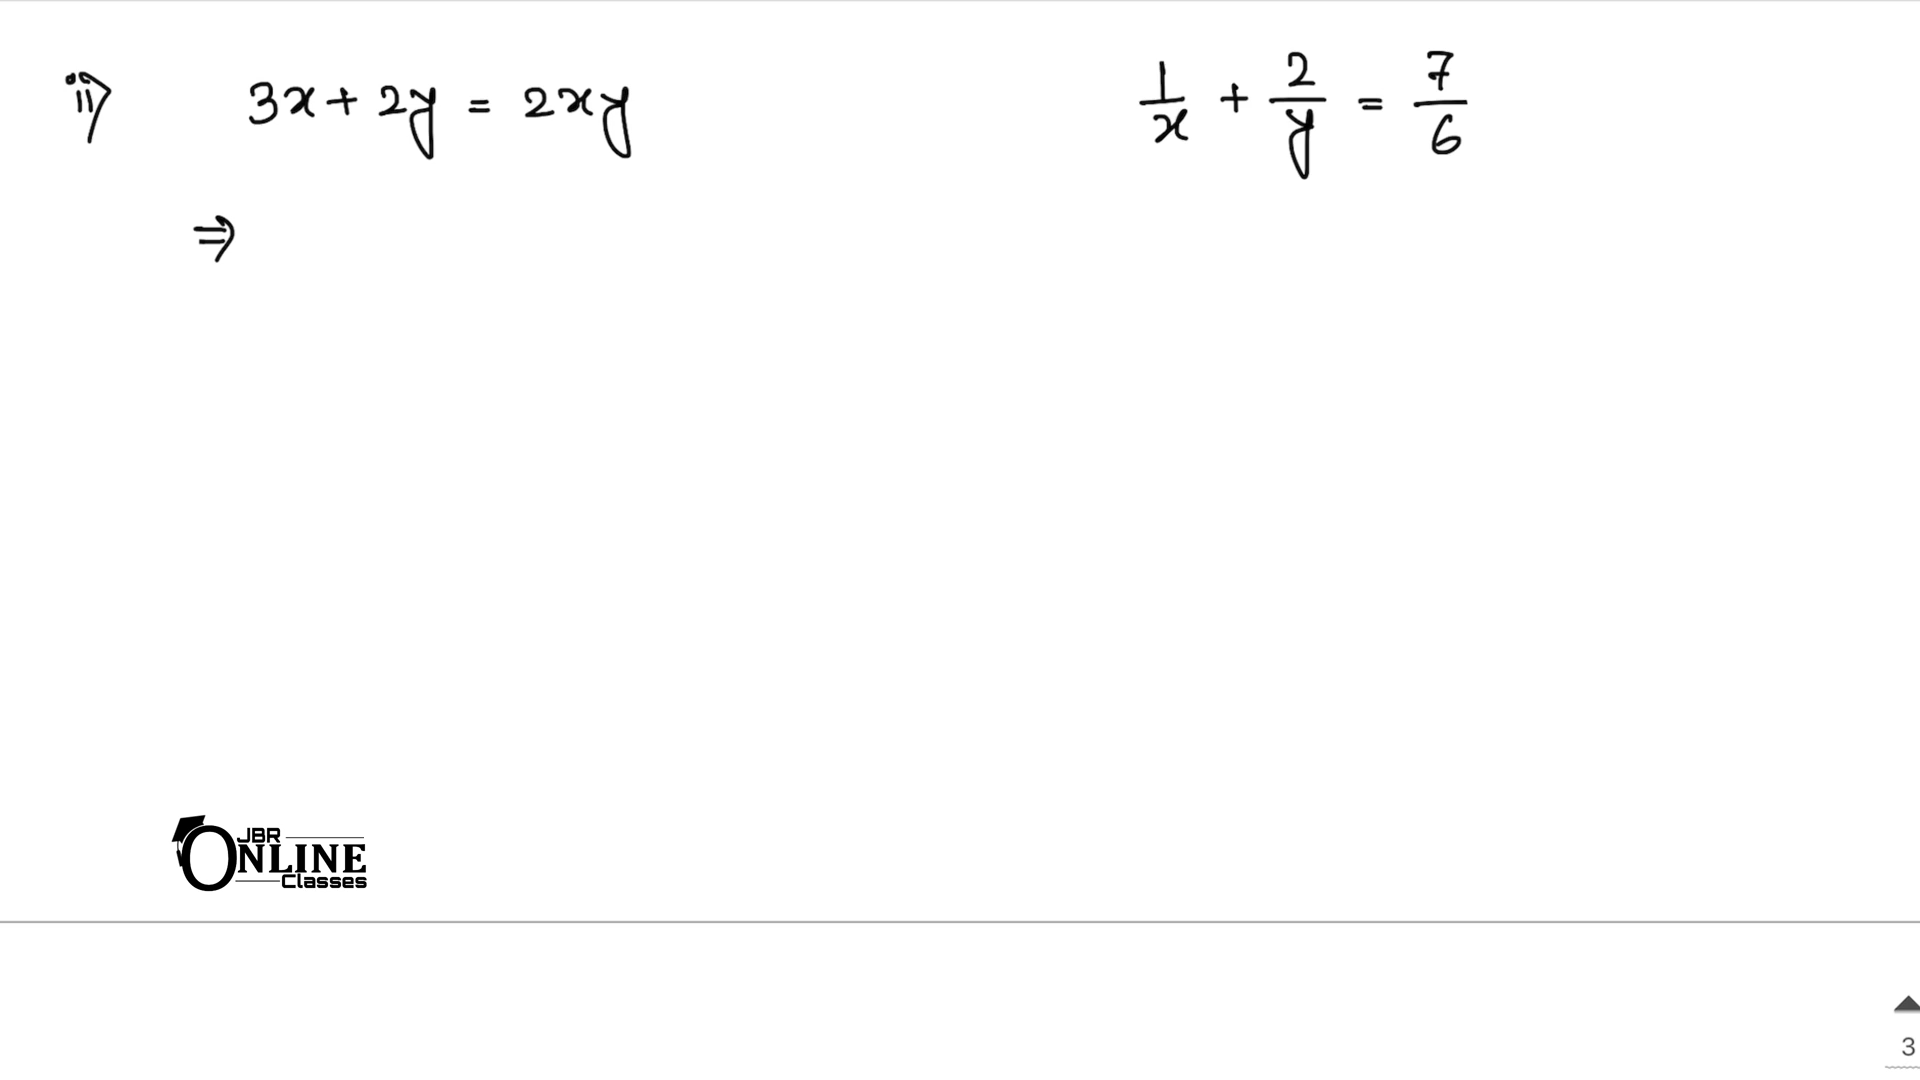 ii) 3x + 2y = 2xy    1/x + 2/y = 7/6
⇒
JBR
ONLINE
Classes
3